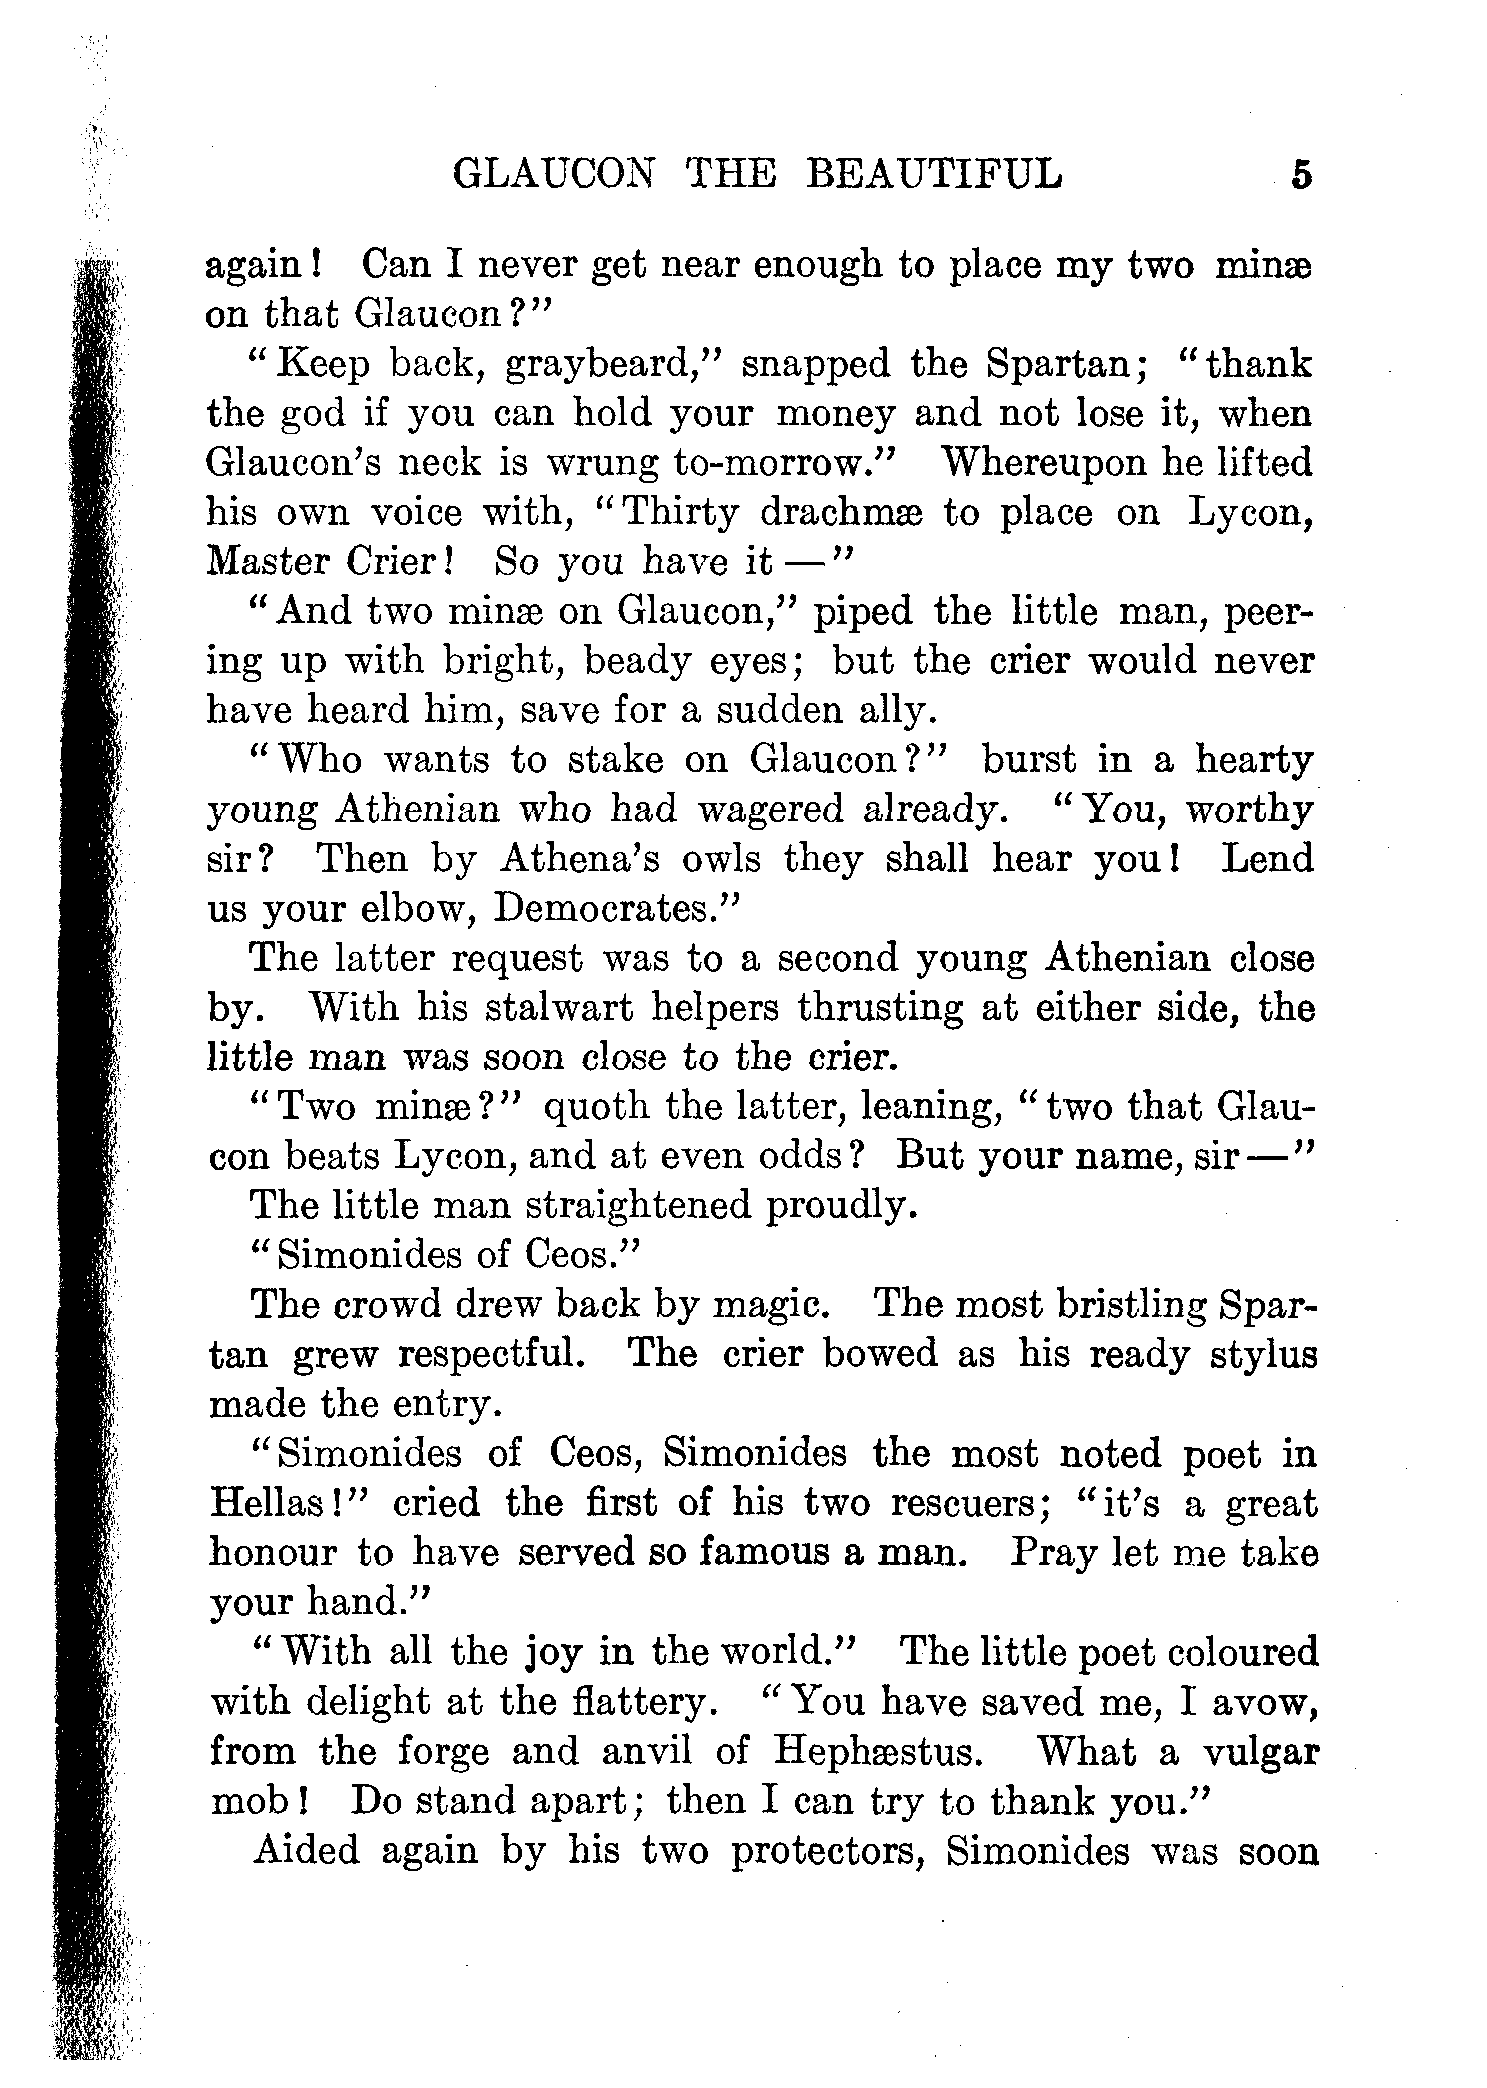 GLAUCON THE BEAUTIFUL 5
again! Can I never get near enough to place my two minæ
on that Glaucon?”
“Keep back, graybeard,” snapped the Spartan; “thank
the god if you can hold your money and not lose it, when
Glaucon’s neck is wrung to-morrow.” Whereupon he lifted
his own voice with, “Thirty drachmæ to place on Lycon,
Master Crier! So you have it—”
“And two minæ on Glaucon,” piped the little man, peer-
ing up with bright, beady eyes; but the crier would never
have heard him, save for a sudden ally.
“Who wants to stake on Glaucon?” burst in a hearty
young Athenian who had wagered already. “You, worthy
sir? Then by Athena’s owls they shall hear you! Lend
us your elbow, Democrates.”
The latter request was to a second young Athenian close
by. With his stalwart helpers thrusting at either side, the
little man was soon close to the crier.
“Two minæ?” quoth the latter, leaning, “two that Glau-
con beats Lycon, and at even odds? But your name, sir—”
The little man straightened proudly.
“Simonides of Ceos.”
The crowd drew back by magic. The most bristling Spar-
tan grew respectful. The crier bowed as his ready stylus
made the entry.
“Simonides of Ceos, Simonides the most noted poet in
Hellas!” cried the first of his two rescuers; “it’s a great
honour to have served so famous a man. Pray let me take
your hand.”
“With all the joy in the world.” The little poet coloured
with delight at the flattery. “You have saved me, I avow,
from the forge and anvil of Hephæstus. What a vulgar
mob! Do stand apart; then I can try to thank you.”
Aided again by his two protectors, Simonides was soon